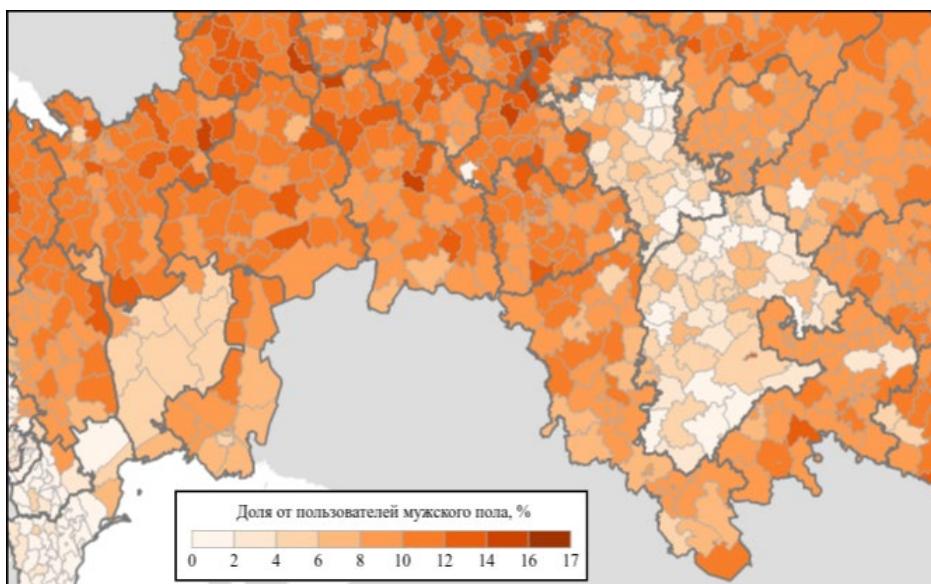 Доля от пользователей мужского пола, %
0 2 4 6 8 10 12 14 16 17